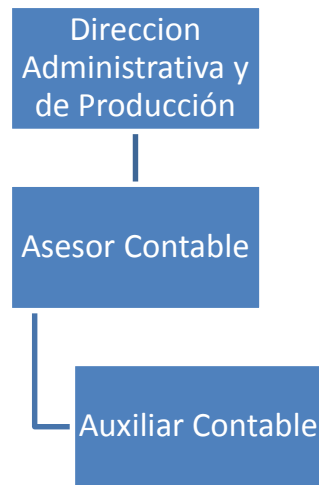 Direccion
Administrativa y
de Producción
Asesor Contable
Auxiliar Contable